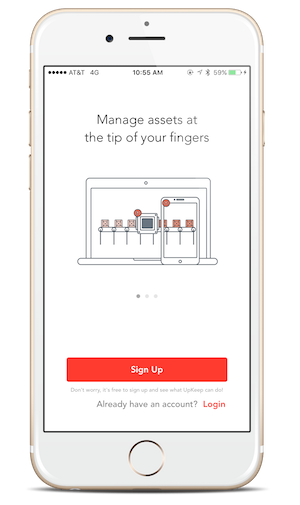 AT&T 4G 10:55 AM 59%
Manage assets at
the tip of your fingers
Sign Up
Don't worry, it's free to sign up and see what UpKeep can do!
Already have an account? Login